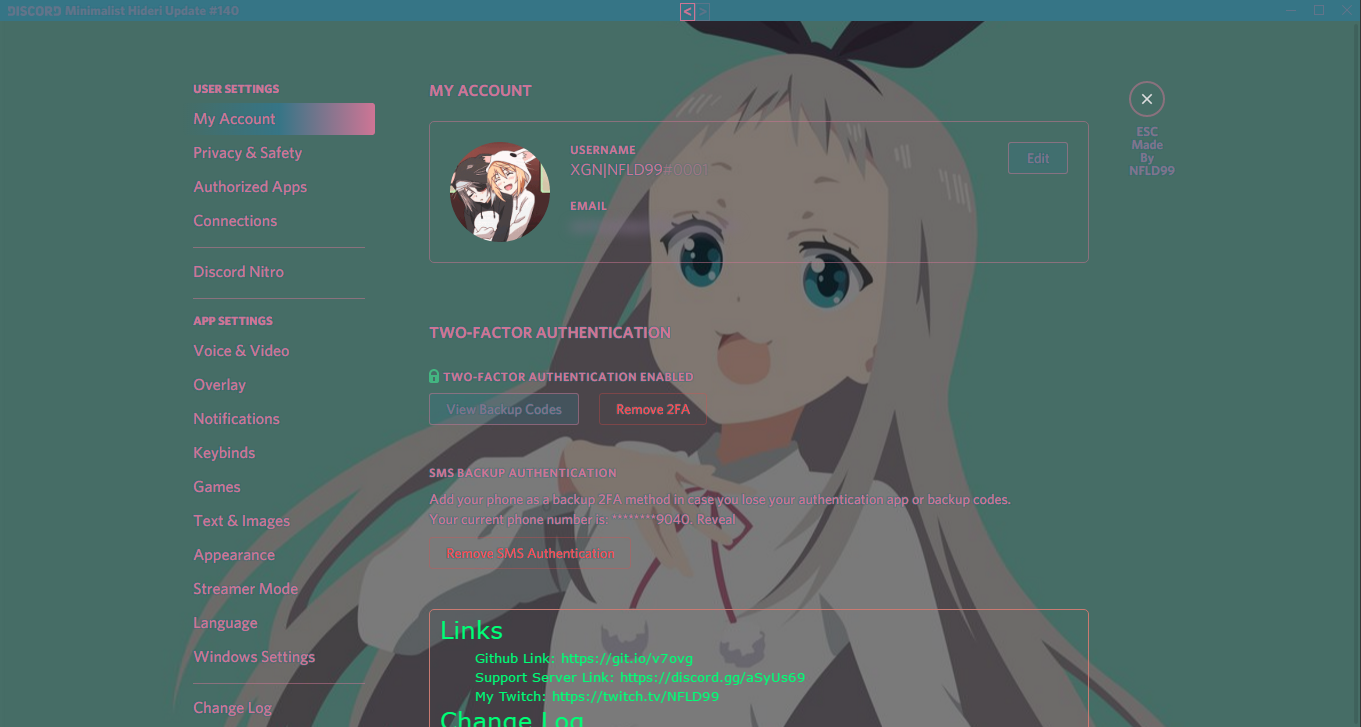 DISCORD Minimalist Hideri Update #140
< >
USER SETTINGS
My Account
Privacy & Safety
Authorized Apps
Connections
Discord Nitro
APP SETTINGS
Voice & Video
Overlay
Notifications
Keybinds
Games
Text & Images
Appearance
Streamer Mode
Language
Windows Settings
Change Log
MY ACCOUNT
USERNAME
XGN|NFLD99#0001
EMAIL
Edit
TWO-FACTOR AUTHENTICATION
TWO-FACTOR AUTHENTICATION ENABLED
View Backup Codes
Remove 2FA
SMS BACKUP AUTHENTICATION
Add your phone as a backup 2FA method in case you lose your authentication app or backup codes.
Your current phone number is: ********9040. Reveal
Remove SMS Authentication
Links
Github Link: https://git.io/v7ovg
Support Server Link: https://discord.gg/aSyUs69
My Twitch: https://twitch.tv/NFLD99
Change Log
ESC
Made
By
NFLD99